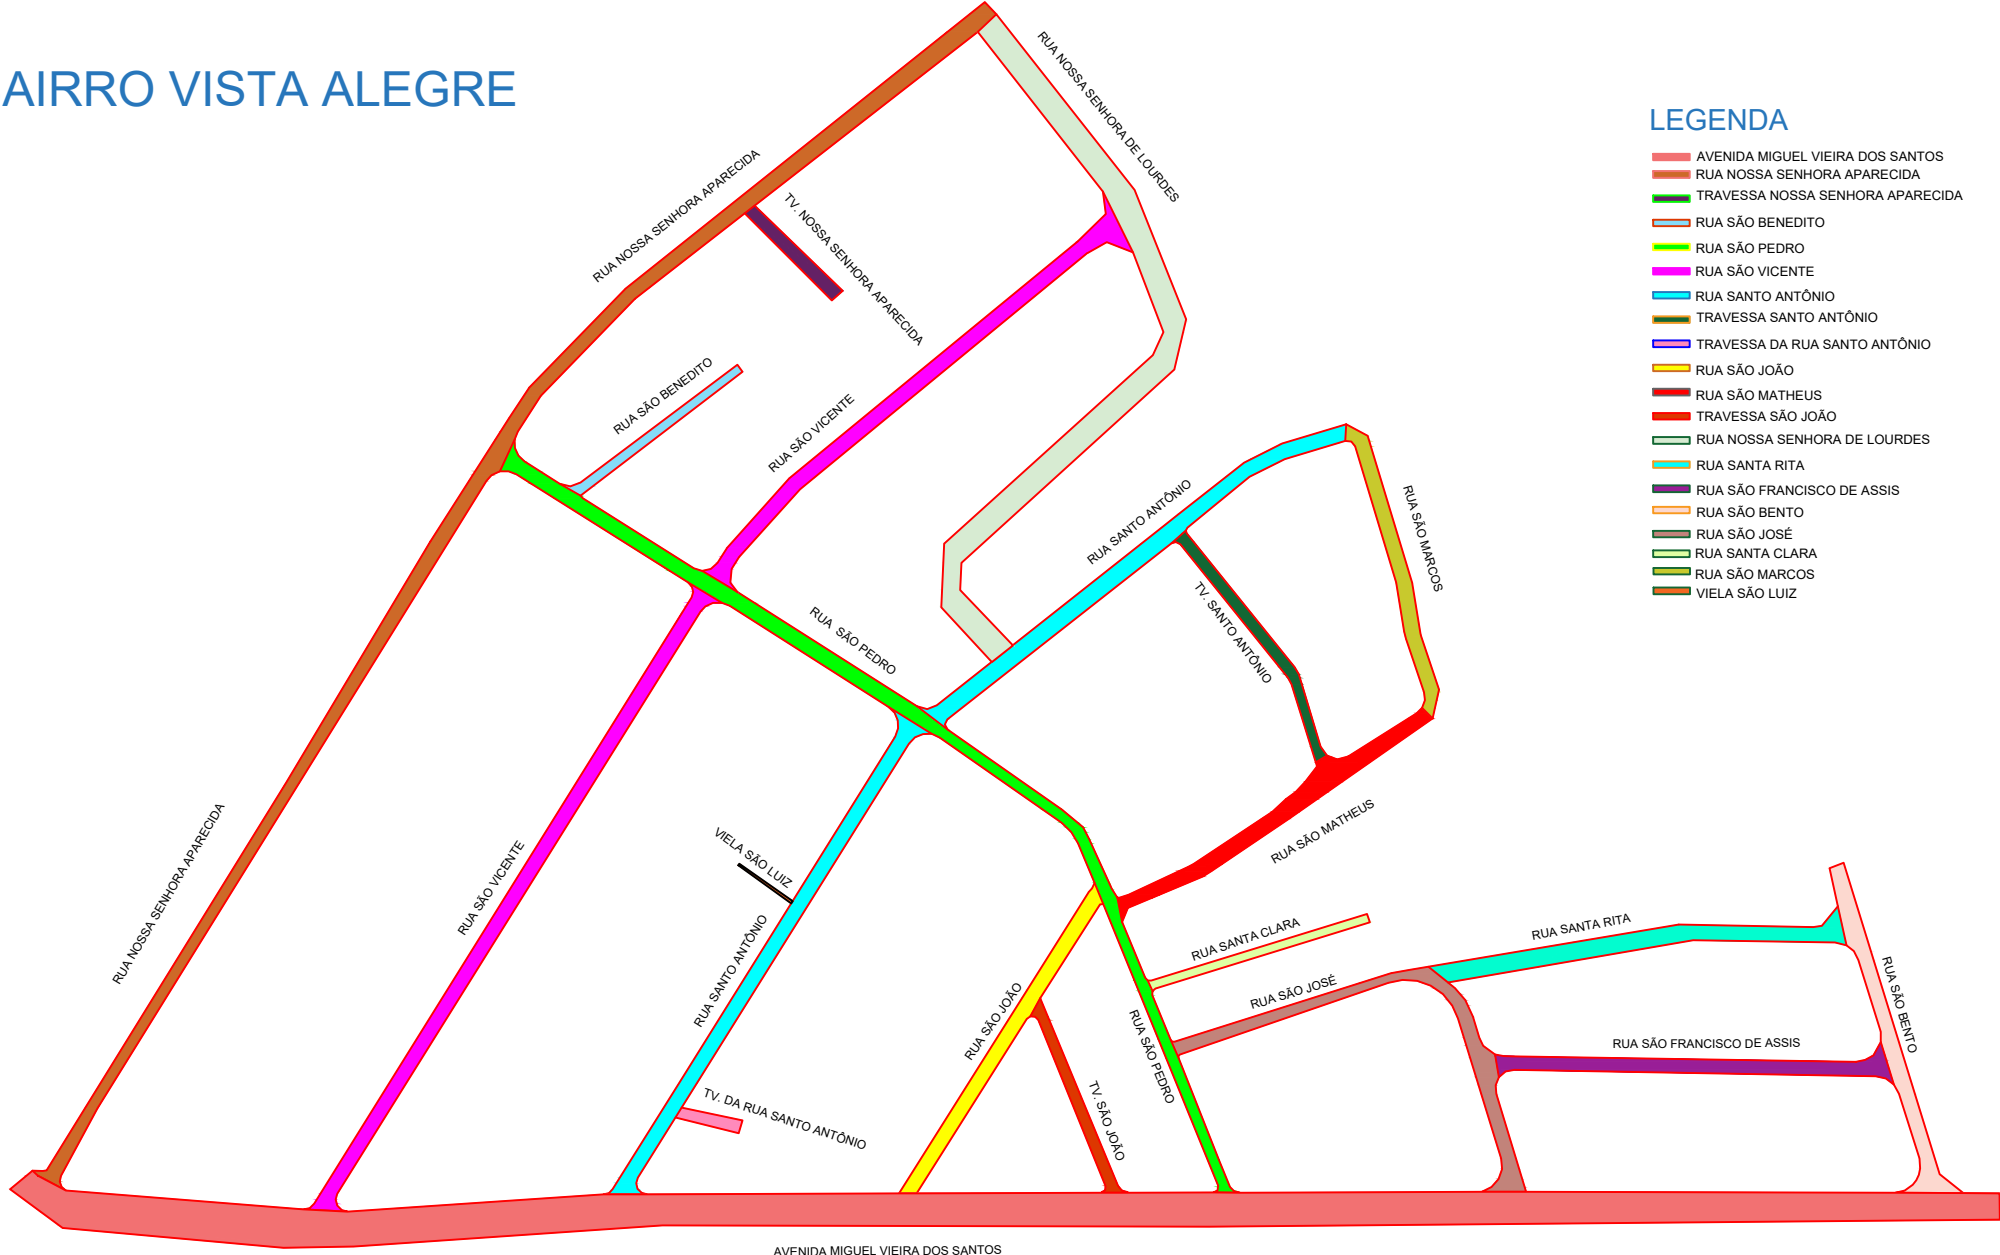 AIRRO VISTA ALEGRE
LEGENDA
AVENIDA MIGUEL VIEIRA DOS SANTOS
RUA NOSSA SENHORA APARECIDA
TRAVESSA NOSSA SENHORA APARECIDA
RUA SÃO BENEDITO
RUA SÃO PEDRO
RUA SÃO VICENTE
RUA SANTO ANTÔNIO
TRAVESSA SANTO ANTÔNIO
TRAVESSA DA RUA SANTO ANTÔNIO
RUA SÃO JOÃO
RUA SÃO MATHEUS
TRAVESSA SÃO JOÃO
RUA NOSSA SENHORA DE LOURDES
RUA SANTA RITA
RUA SÃO FRANCISCO DE ASSIS
RUA SÃO BENTO
RUA SÃO JOSÉ
RUA SANTA CLARA
RUA SÃO MARCOS
VIELA SÃO LUIZ
RUA NOSSA SENHORA DE LOURDES
RUA NOSSA SENHORA APARECIDA
TV. NOSSA SENHORA APARECIDA
RUA SÃO BENEDITO
RUA SÃO VICENTE
RUA SANTO ANTÔNIO
RUA SÃO MARCOS
TV. SANTO ANTÔNIO
RUA SÃO PEDRO
RUA SÃO MATHEUS
RUA NOSSA SENHORA APARECIDA
RUA SÃO VICENTE
VIELA SÃO LUIZ
RUA SANTO ANTÔNIO
RUA SANTA CLARA
RUA SANTA RITA
RUA SÃO JOSÉ
RUA SÃO JOÃO
RUA SÃO PEDRO
RUA SÃO BENTO
RUA SÃO FRANCISCO DE ASSIS
TV. DA RUA SANTO ANTÔNIO
TV. SÃO JOÃO
AVENIDA MIGUEL VIEIRA DOS SANTOS